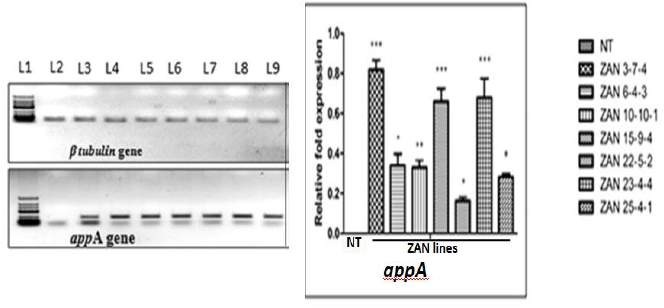 L1 L2 L3 L4 L5 L6 L7 L8 L9
β tubulin gene
appA gene
Relative fold expression
1.0
0.8
0.6
0.4
0.2
0.0
***
*
**
***
*
***
NT
ZAN lines
appA
NT
ZAN 3-7-4
ZAN 6-4-3
ZAN 10-10-1
ZAN 15-9-4
ZAN 22-5-2
ZAN 23-4-4
ZAN 25-4-1